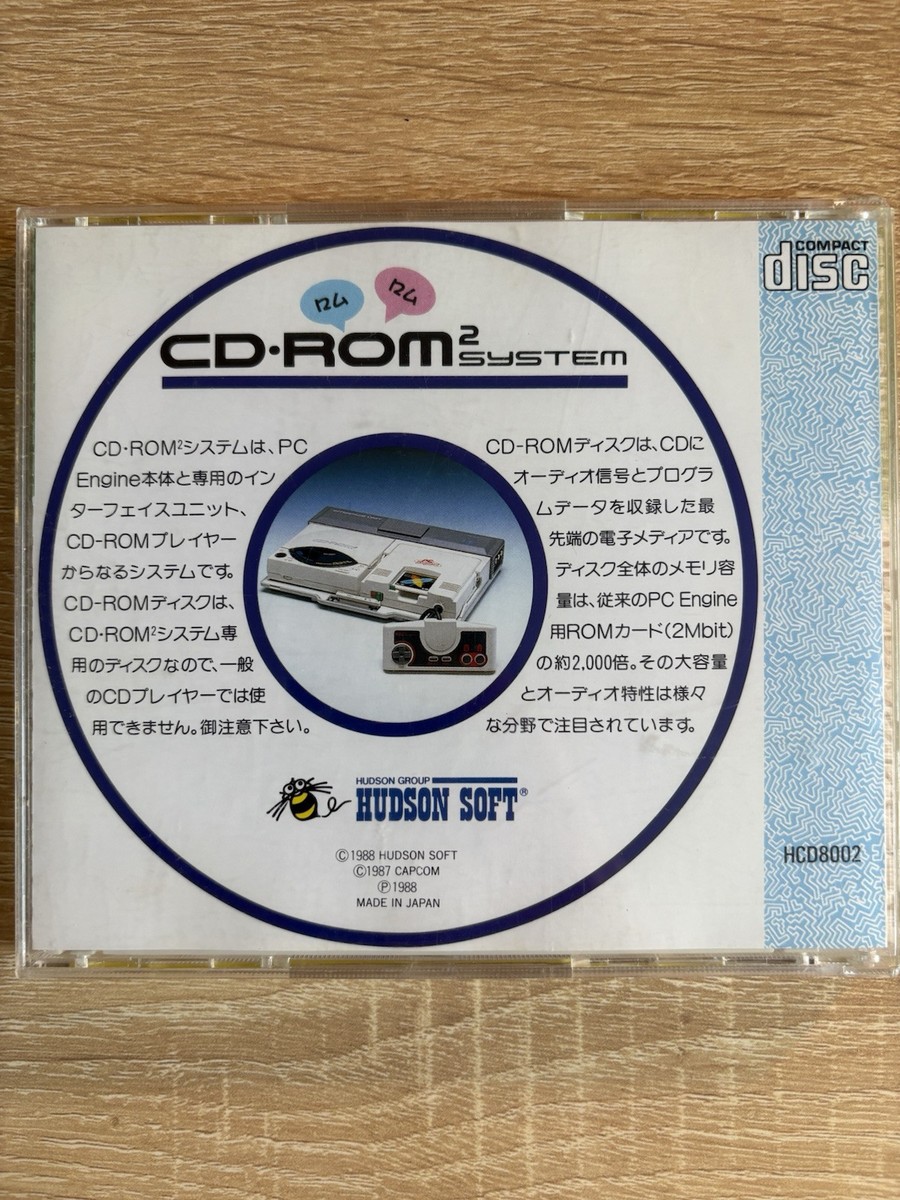 COMPACT
disc
ロム
ロム
CD・ROM² SYSTEM
CD・ROM²システムは、PC
Engine本体と専用のイン
ターフェイスユニット、
CD-ROMプレイヤー
からなるシステムです。
CD-ROMディスクは、
CD・ROM²システム専
用のディスクなので、一般
のCDプレイヤーでは使
用できません。御注意下さい。
CD-ROMディスクは、CDに
オーディオ信号とプログラ
ムデータを収録した最
先端の電子メディアです。
ディスク全体のメモリ容
量は、従来のPC Engine
用ROMカード(2Mbit)
の約2,000倍。その大容量
とオーディオ特性は様々
な分野で注目されています。
HUDSON GROUP
HUDSON SOFT®
©1988 HUDSON SOFT
©1987 CAPCOM
℗1988
MADE IN JAPAN
HCD8002